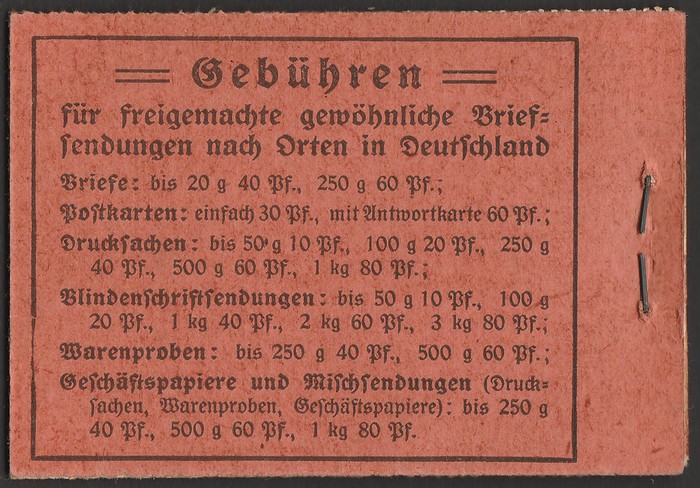 Gebühren
für freigemachte gewöhnliche Brief=
sendungen nach Orten in Deutschland
Briefe: bis 20 g 40 Pf., 250 g 60 Pf.;
Postkarten: einfach 30 Pf., mit Antwortkarte 60 Pf.;
Drucksachen: bis 50 g 10 Pf., 100 g 20 Pf., 250 g
40 Pf., 500 g 60 Pf., 1 kg 80 Pf.;
Blindenschriftsendungen: bis 50 g 10 Pf., 100 g
20 Pf., 1 kg 40 Pf., 2 kg 60 Pf., 3 kg 80 Pf.;
Warenproben: bis 250 g 40 Pf., 500 g 60 Pf.;
Geschäftspapiere und Mischsendungen (Druck-
sachen, Warenproben, Geschäftspapiere): bis 250 g
40 Pf., 500 g 60 Pf., 1 kg 80 Pf.